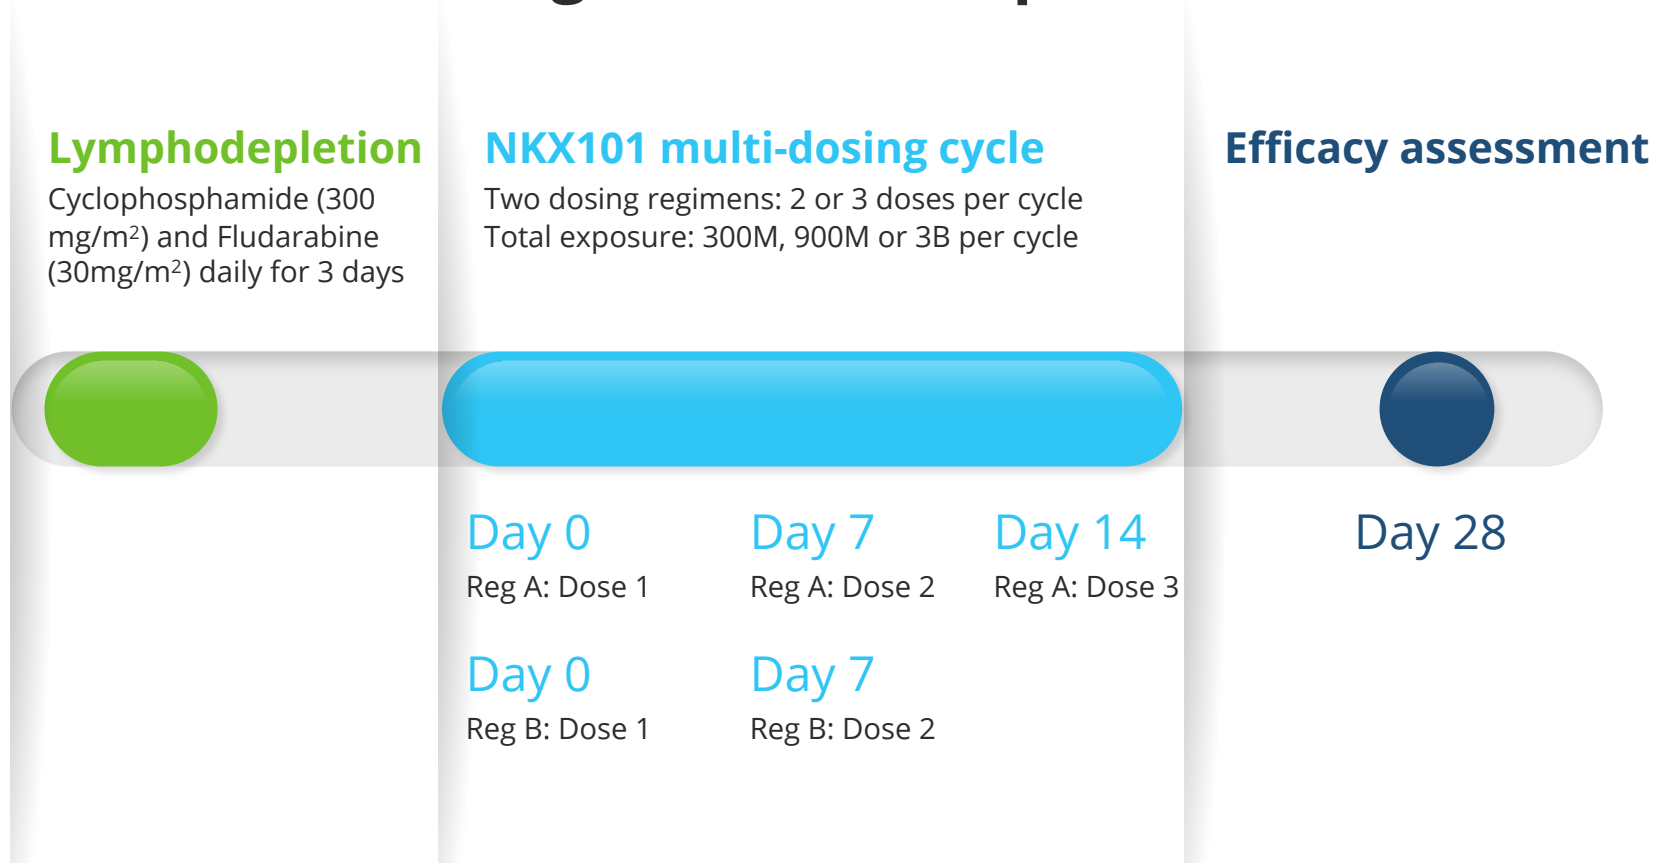 Lymphodepletion
Cyclophosphamide (300
mg/m²) and Fludarabine
(30mg/m²) daily for 3 days
NKX101 multi-dosing cycle
Two dosing regimens: 2 or 3 doses per cycle
Total exposure: 300M, 900M or 3B per cycle
Efficacy assessment
Day 0
Reg A: Dose 1
Day 7
Reg A: Dose 2
Day 14
Reg A: Dose 3
Day 0
Reg B: Dose 1
Day 7
Reg B: Dose 2
Day 28